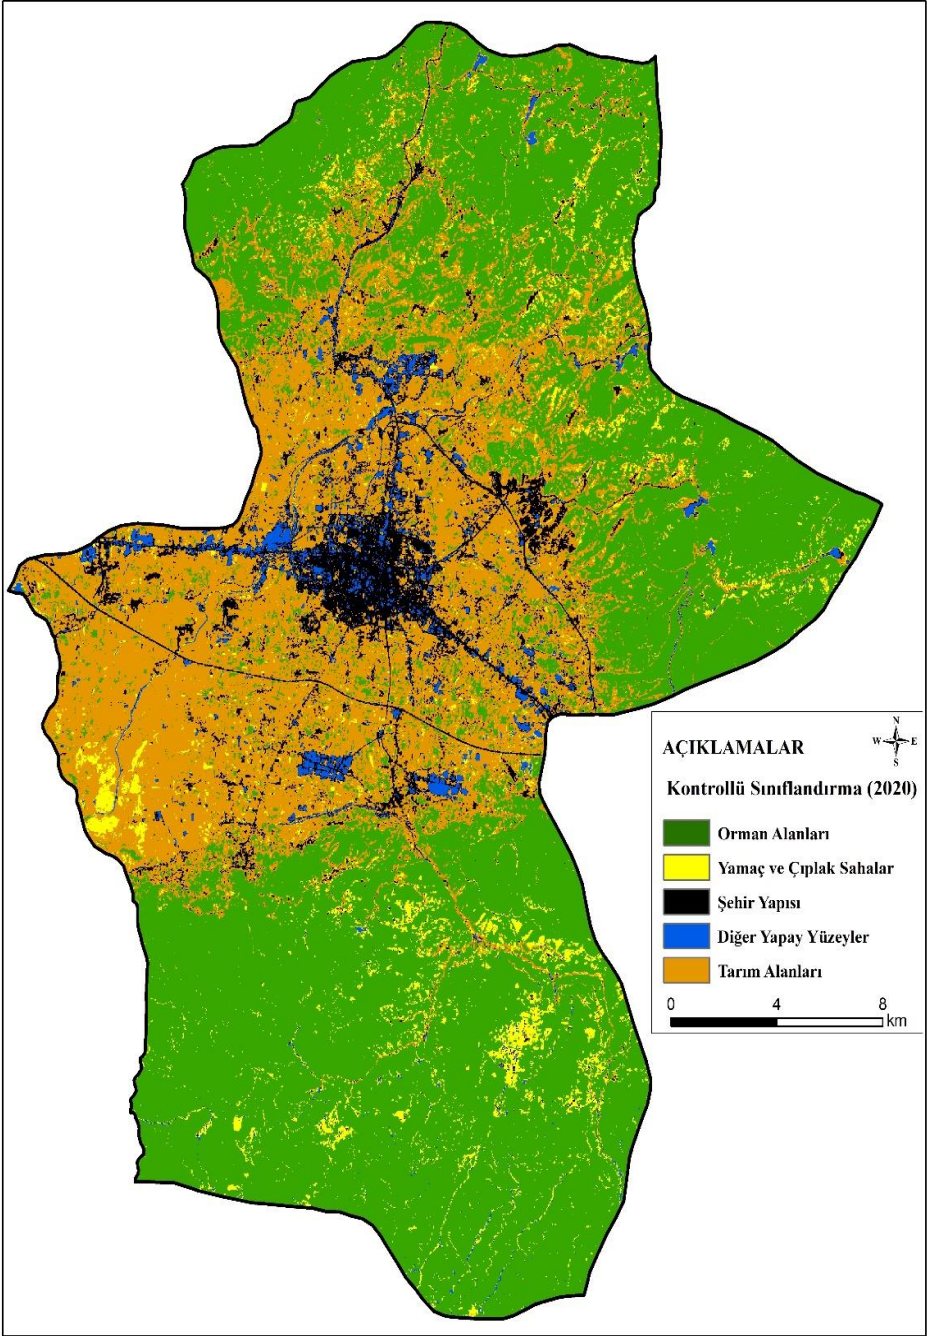 AÇIKLAMALAR
N
W E
S
Kontrollü Sınıflandırma (2020)
Orman Alanları
Yamaç ve Çıplak Sahalar
Şehir Yapısı
Diğer Yapay Yüzeyler
Tarım Alanları
0 4 8
km